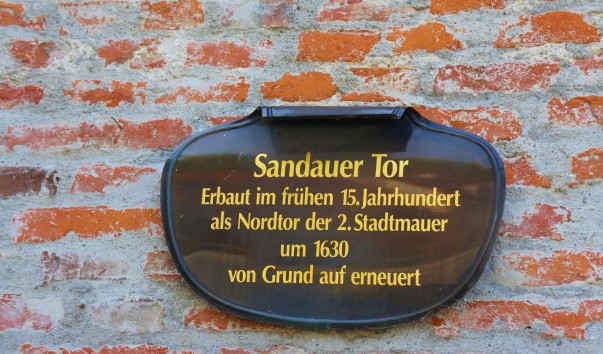 Sandauer Tor
Erbaut im frühen 15. Jahrhundert
als Nordtor der 2. Stadtmauer
um 1630
von Grund auf erneuert